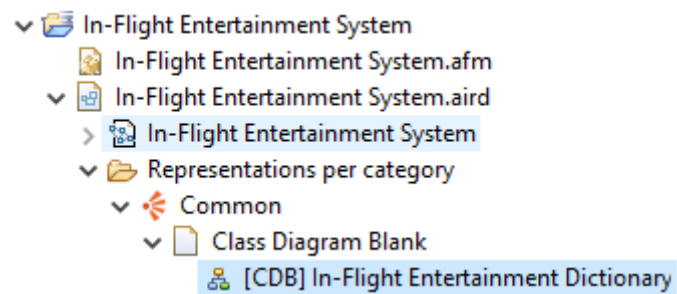 In-Flight Entertainment System
In-Flight Entertainment System.afm
In-Flight Entertainment System.aird
In-Flight Entertainment System
Representations per category
Common
Class Diagram Blank
[CDB] In-Flight Entertainment Dictionary